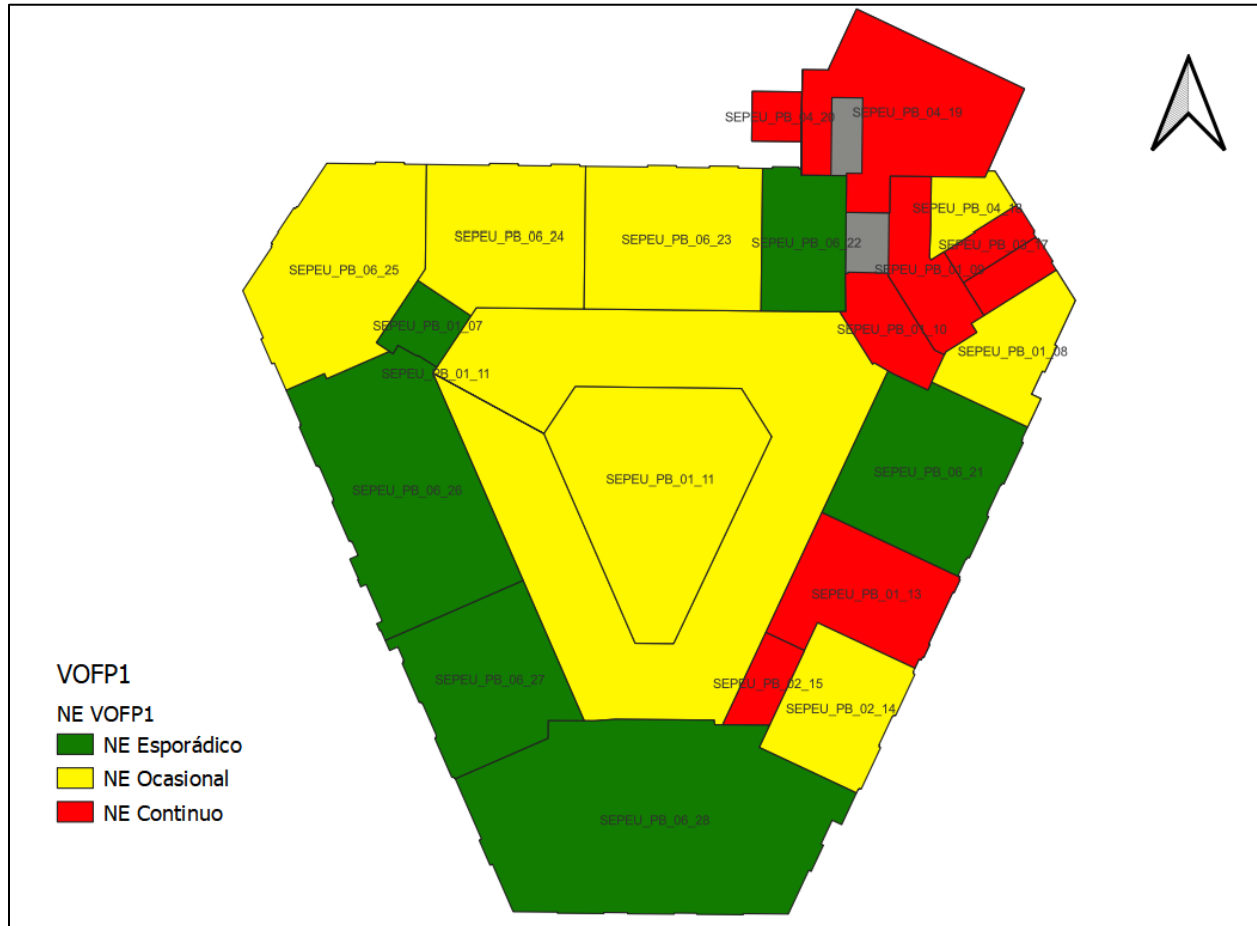 SEPEU_PB_04_19
SEPEU_PB_04_20
SEPEU_PB_04_18
SEPEU_PB_06_24
SEPEU_PB_06_23
SEPEU_PB_06_22
SEPEU_PB_03_17
SEPEU_PB_06_25
SEPEU_PB_01_09
SEPEU_PB_01_07
SEPEU_PB_01_10
SEPEU_PB_01_08
SEPEU_PB_01_11
SEPEU_PB_06_21
SEPEU_PB_01_11
SEPEU_PB_06_26
SEPEU_PB_01_13
SEPEU_PB_06_27
SEPEU_PB_02_15
SEPEU_PB_02_14
SEPEU_PB_06_28
VOFP1
NE VOFP1
NE Esporádico
NE Ocasional
NE Continuo